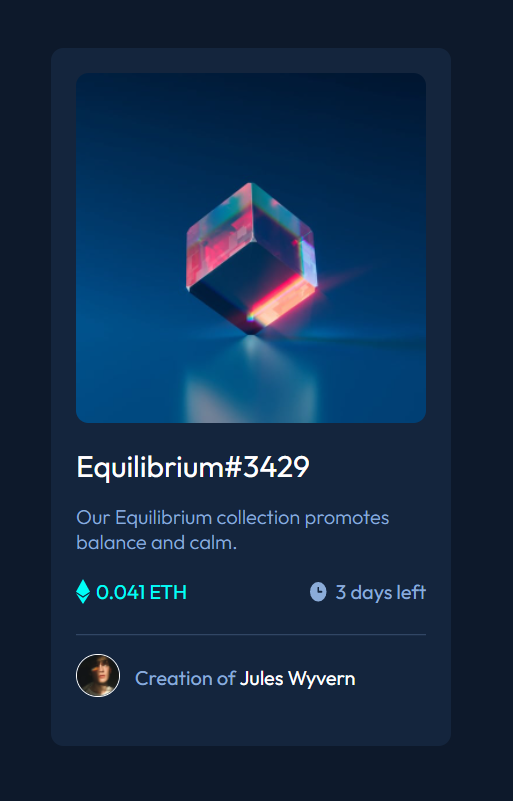 Equilibrium#3429
Our Equilibrium collection promotes
balance and calm.
0.041 ETH 3 days left
Creation of Jules Wyvern